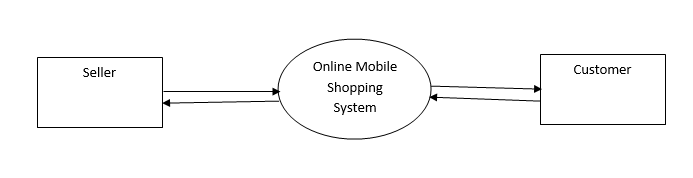 Seller
Online Mobile
Shopping
System
Customer